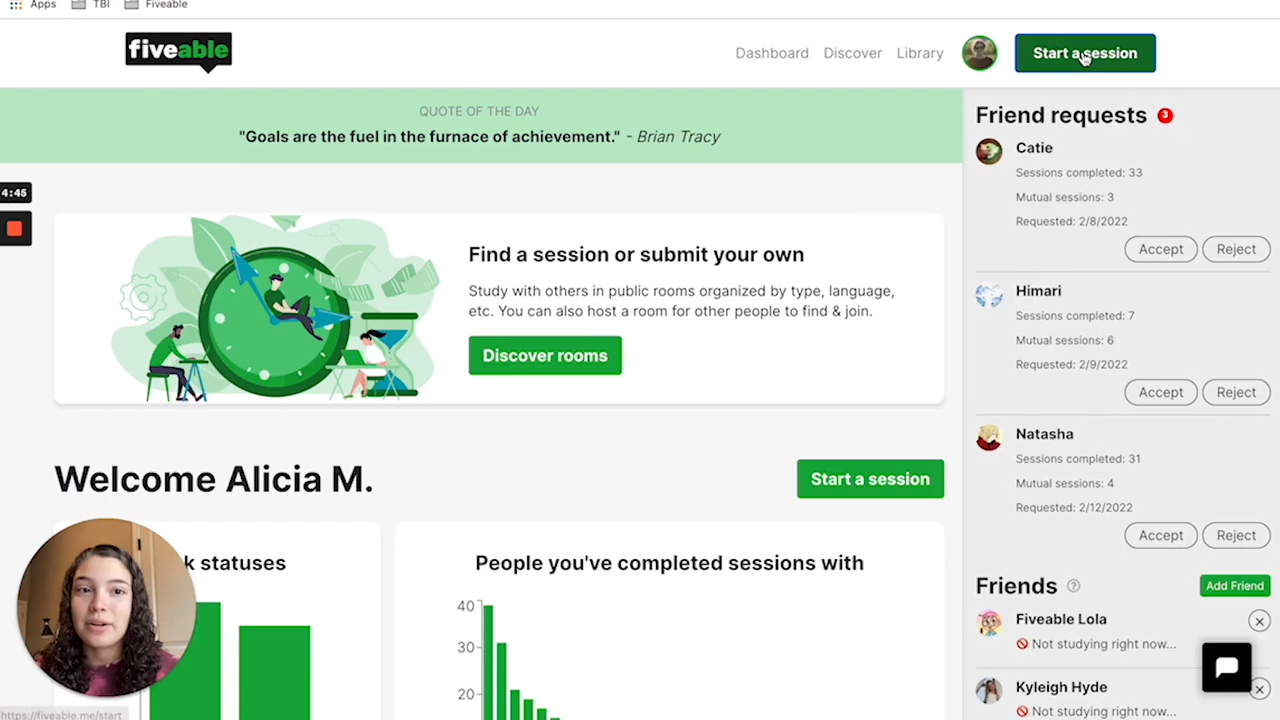 Apps TBI Fiveable
fiveable
Dashboard Discover Library Start a session
QUOTE OF THE DAY
"Goals are the fuel in the furnace of achievement." - Brian Tracy
4:45
Find a session or submit your own
Study with others in public rooms organized by type, language,
etc. You can also host a room for other people to find & join.
Discover rooms
Welcome Alicia M.
Start a session
k statuses
People you've completed sessions with
40
30
20
Friend requests 3
Catie
Sessions completed: 33
Mutual sessions: 3
Requested: 2/8/2022
Accept Reject
Himari
Sessions completed: 7
Mutual sessions: 6
Requested: 2/9/2022
Accept Reject
Natasha
Sessions completed: 31
Mutual sessions: 4
Requested: 2/12/2022
Accept Reject
Friends ? Add Friend
Fiveable Lola
Not studying right now...
Kyleigh Hyde
Not studying right now...
https://fiveable.me/start